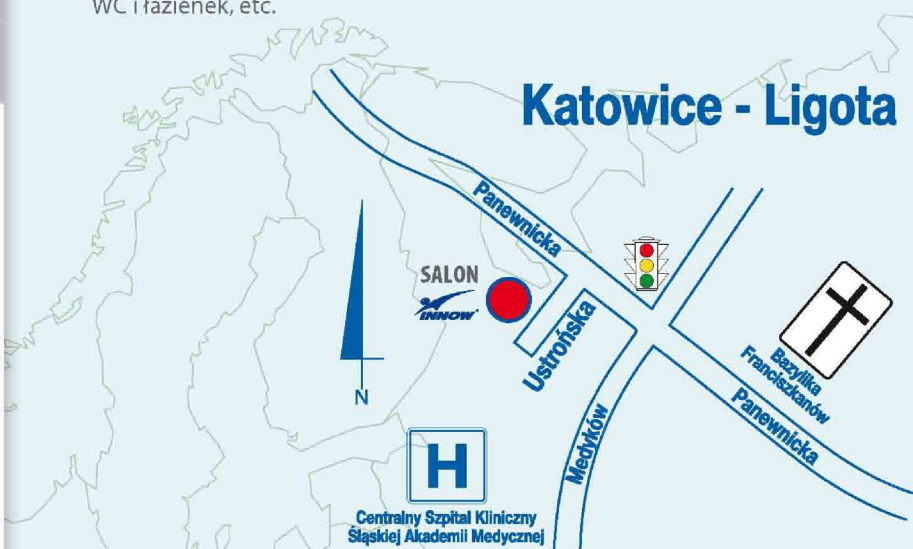 WC i łazienek, etc.
Katowice - Ligota
Panewnicka
SALON
INNOW
Ustrońska
N
Bazylika
Franciszkanów
Panewnicka
Medyków
H
Centralny Szpital Kliniczny
Śląskiej Akademii Medycznej